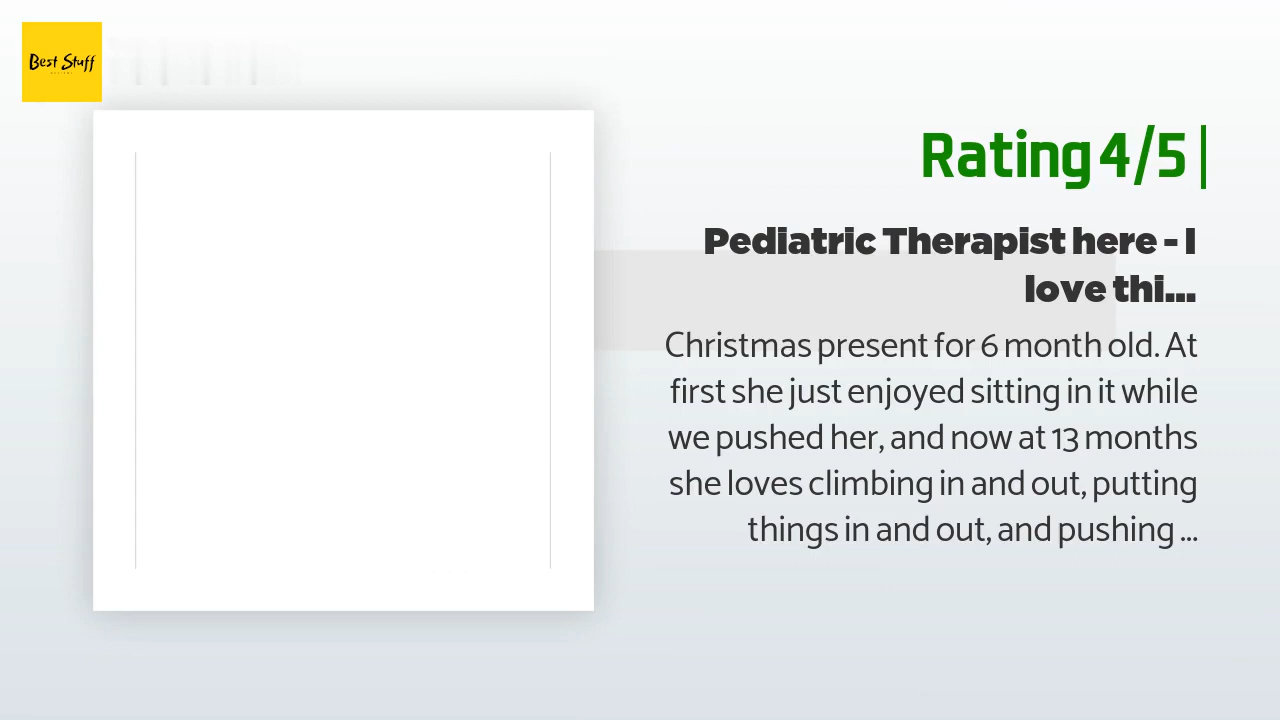 Best Stuff
Rating 4/5 |
Pediatric Therapist here - I
love thi...
Christmas present for 6 month old. At
first she just enjoyed sitting in it while
we pushed her, and now at 13 months
she loves climbing in and out, putting
things in and out, and pushing ...